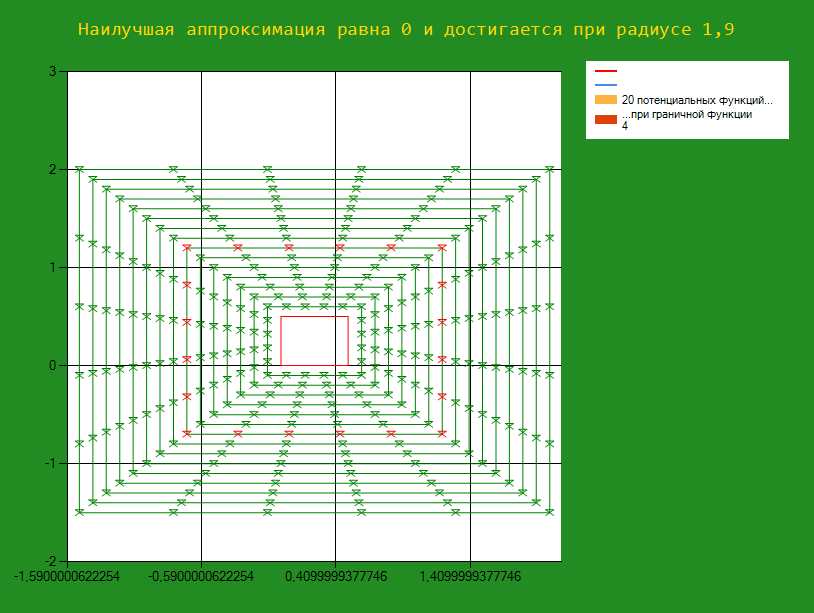 Наилучшая аппроксимация равна 0 и достигается при радиусе 1,9
20 потенциальных функций...
...при граничной функции
4
3
2
1
0
-1
-2
-1,5900000622254 -0,5900000622254 0,4099999377746 1,4099999377746